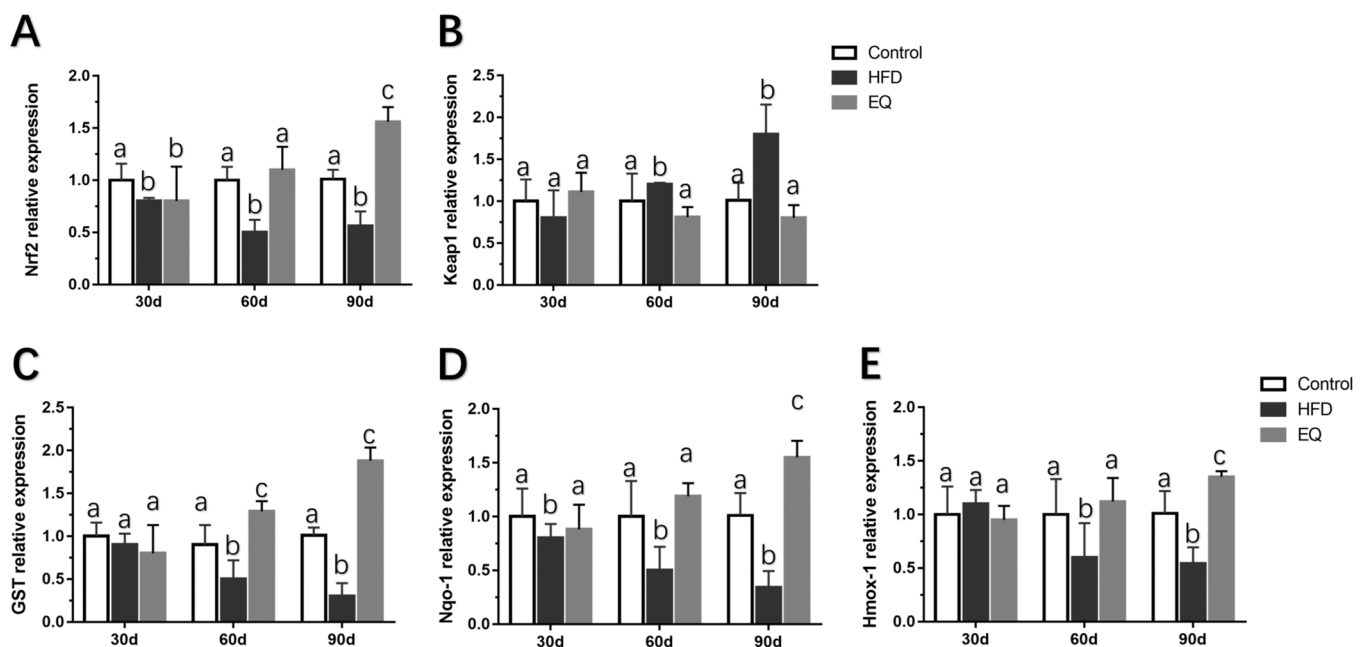 A
Nrf2 relative expression
2.0
1.5
1.0
0.5
0.0
a
b
b
a
b
a
a
b
c
30d
60d
90d
B
Keap1 relative expression
2.5
2.0
1.5
1.0
0.5
0.0
a
a
a
a
b
a
a
b
a
30d
60d
90d
Control
HFD
EQ
C
GST relative expression
2.5
2.0
1.5
1.0
0.5
0.0
a
a
a
a
b
c
a
b
c
30d
60d
90d
D
Nqo-1 relative expression
2.0
1.5
1.0
0.5
0.0
a
b
a
a
b
a
a
b
c
30d
60d
90d
E
Hmox-1 relative expression
2.0
1.5
1.0
0.5
0.0
a
a
a
a
b
a
a
b
c
30d
60d
90d
Control
HFD
EQ